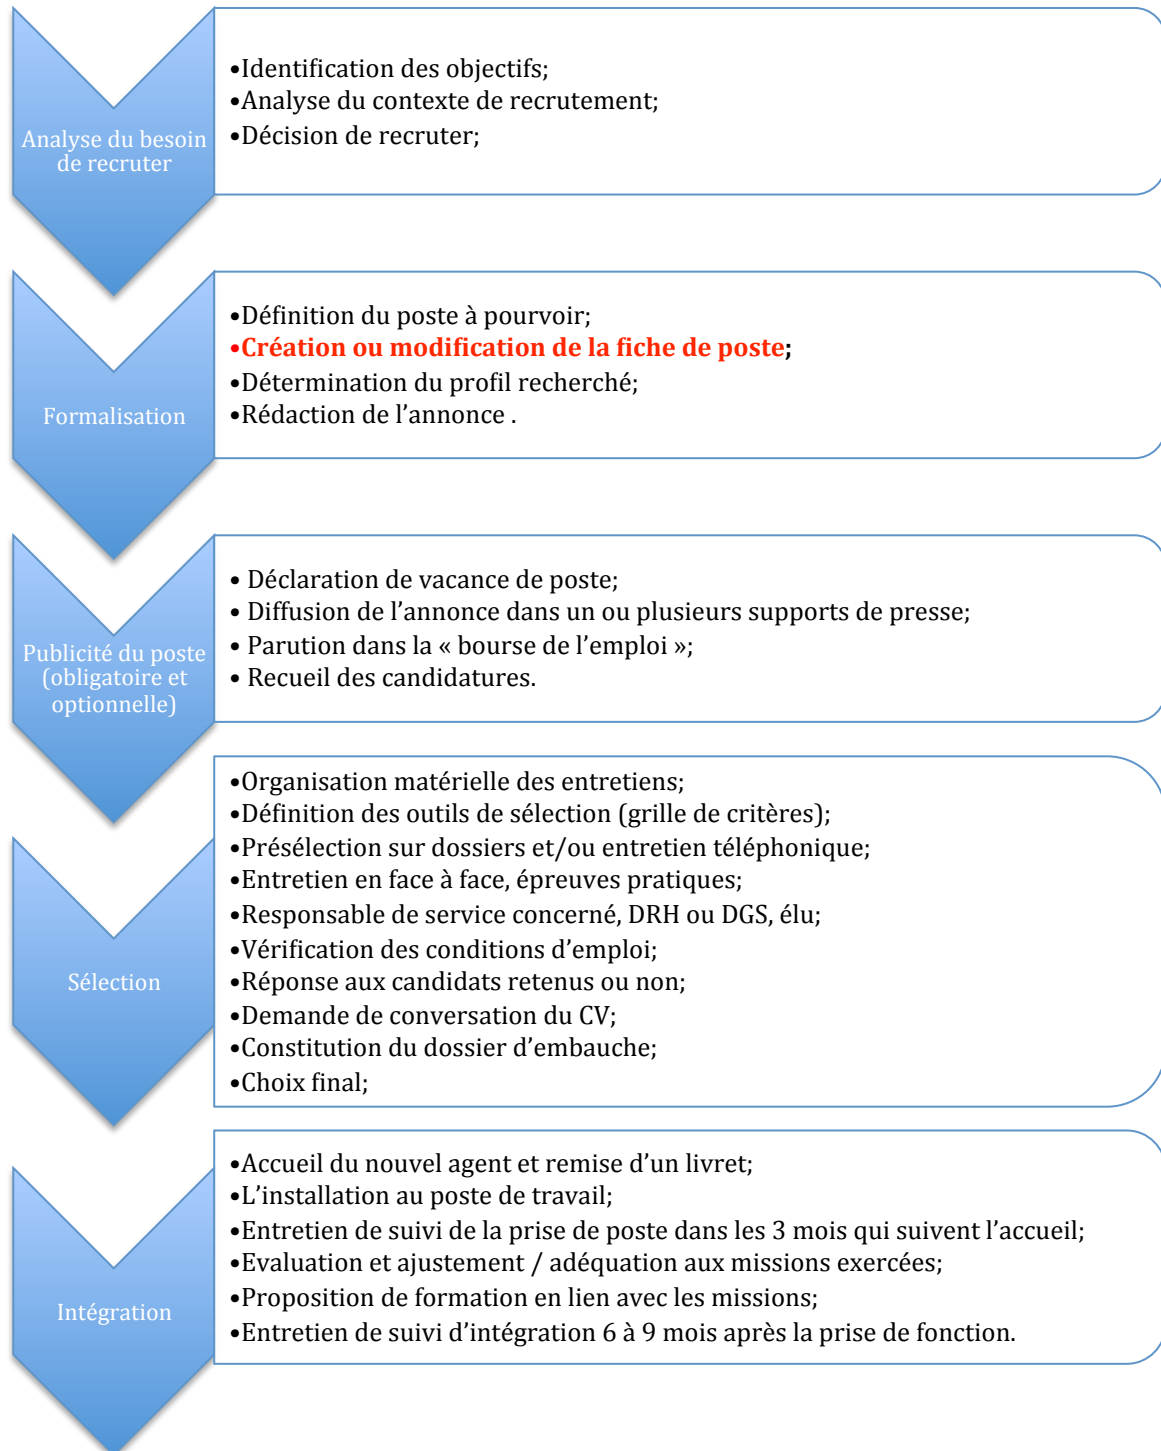 Analyse du besoin
de recruter
•Identification des objectifs;
•Analyse du contexte de recrutement;
•Décision de recruter;
Formalisation
•Définition du poste à pourvoir;
•Création ou modification de la fiche de poste;
•Détermination du profil recherché;
•Rédaction de l’annonce .
Publicité du poste
(obligatoire et
optionnelle)
• Déclaration de vacance de poste;
• Diffusion de l’annonce dans un ou plusieurs supports de presse;
• Parution dans la « bourse de l’emploi »;
• Recueil des candidatures.
Sélection
•Organisation matérielle des entretiens;
•Définition des outils de sélection (grille de critères);
•Présélection sur dossiers et/ou entretien téléphonique;
•Entretien en face à face, épreuves pratiques;
•Responsable de service concerné, DRH ou DGS, élu;
•Vérification des conditions d’emploi;
•Réponse aux candidats retenus ou non;
•Demande de conversation du CV;
•Constitution du dossier d’embauche;
•Choix final;
Intégration
•Accueil du nouvel agent et remise d’un livret;
•L’installation au poste de travail;
•Entretien de suivi de la prise de poste dans les 3 mois qui suivent l’accueil;
•Evaluation et ajustement / adéquation aux missions exercées;
•Proposition de formation en lien avec les missions;
•Entretien de suivi d’intégration 6 à 9 mois après la prise de fonction.